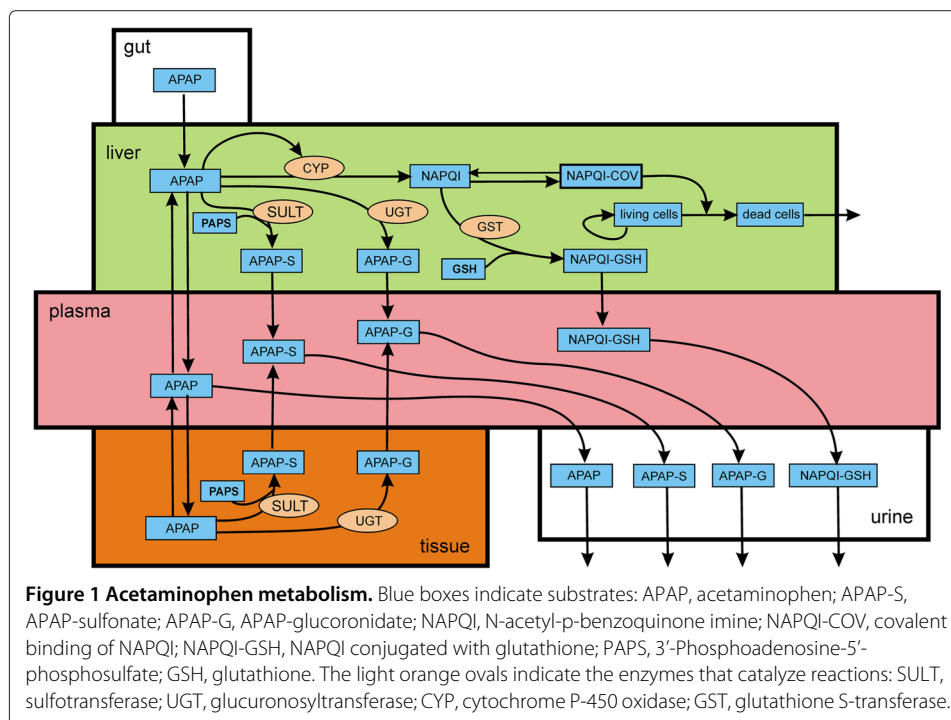 gut
APAP
liver
CYP
APAP
NAPQI
NAPQI-COV
PAPS
SULT
UGT
GST
living cells
dead cells
APAP-S
APAP-G
GSH
NAPQI-GSH
plasma
APAP-S
APAP-G
NAPQI-GSH
APAP
APAP-S
APAP-G
PAPS
SULT
UGT
APAP
tissue
APAP
APAP-S
APAP-G
NAPQI-GSH
urine
Figure 1 Acetaminophen metabolism. Blue boxes indicate substrates: APAP, acetaminophen; APAP-S,
APAP-sulfonate; APAP-G, APAP-glucoronidate; NAPQI, N-acetyl-p-benzoquinone imine; NAPQI-COV, covalent
binding of NAPQI; NAPQI-GSH, NAPQI conjugated with glutathione; PAPS, 3’-Phosphoadenosine-5’-
phosphosulfate; GSH, glutathione. The light orange ovals indicate the enzymes that catalyze reactions: SULT,
sulfotransferase; UGT, glucuronosyltransferase; CYP, cytochrome P-450 oxidase; GST, glutathione S-transferase.